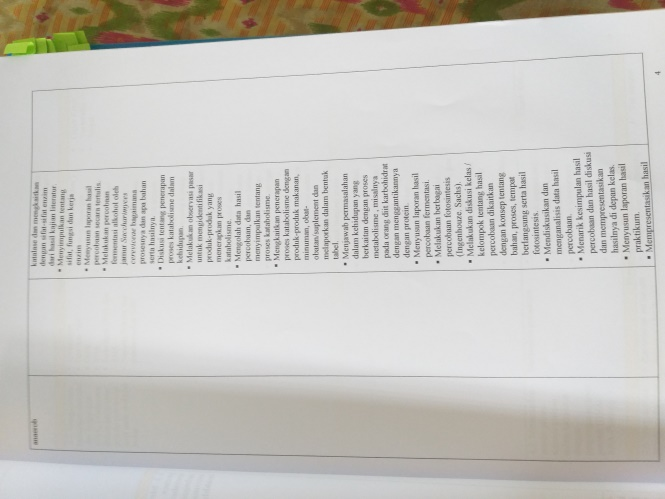 katalase dan mengkaitkan
dengan sifat-sifat enzim
dari hasil kajian literatur
▪ Menyimpulkan tentang
sifat, fungsi dan kerja
enzim
▪ Menyusun laporan hasil
percobaan secara tertulis.
▪ Melakukan percobaan
fermentasi alkohol oleh
jamur Saccharomyces
cereviceae bagaimana
prosesnya dan apa bahan
serta hasilnya.
▪ Diskusi tentang penerapan
proses katabolisme dalam
kehidupan.
▪ Melakukan observasi pasar
untuk mengidentifikasi
produk-produk yang
menerapkan proses
katabolisme.
▪ Mengolah data hasil
percobaan, dan
menyimpulkan tentang
proses katabolisme.
▪ Mengkaitkan penerapan
proses katabolisme dengan
produk-produk makanan,
minuman, obat-
obatan/suplement dan
melaporkan dalam bentuk
tabel.
▪ Menjawab permasalahan
dalam kehidupan yang
berkaitan dengan proses
metabolisme, misalnya
pada orang diit karbohidrat
dengan menggantikannya
dengan protein.
▪ Menyusun laporan hasil
percobaan fermentasi.
▪ Melakukan berbagai
percobaan fotosintesis
(Ingenhouze, Sachs).
▪ Melakukan diskusi kelas /
kelompok tentang hasil
percobaan dikaitkan
dengan konsep tentang
bahan, proses, tempat
berlangsung serta hasil
fotosintesis.
▪ Mendiskusikan dan
menganalisis data hasil
percobaan.
▪ Menarik kesimpulan hasil
percobaan dan hasil diskusi
dan mempresentasikan
hasilnya di depan kelas.
▪ Menyusun laporan hasil
praktikum.
▪ Mempresentasikan hasil
4